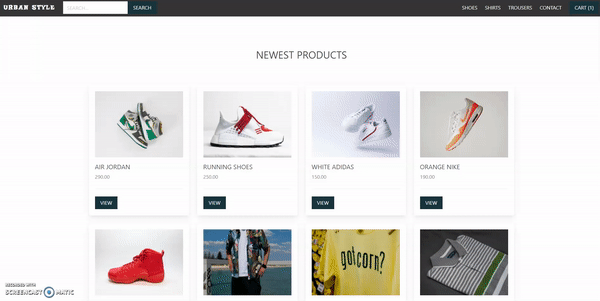 URBAN STYLE
Search...
SEARCH
SHOES
SHIRTS
TROUSERS
CONTACT
CART (1)
NEWEST PRODUCTS
AIR JORDAN
200.00
VIEW
RUNNING SHOES
250.00
VIEW
WHITE ADIDAS
150.00
VIEW
ORANGE NIKE
190.00
VIEW
got corn?
RECORDED WITH
SCREENCAST MATIC